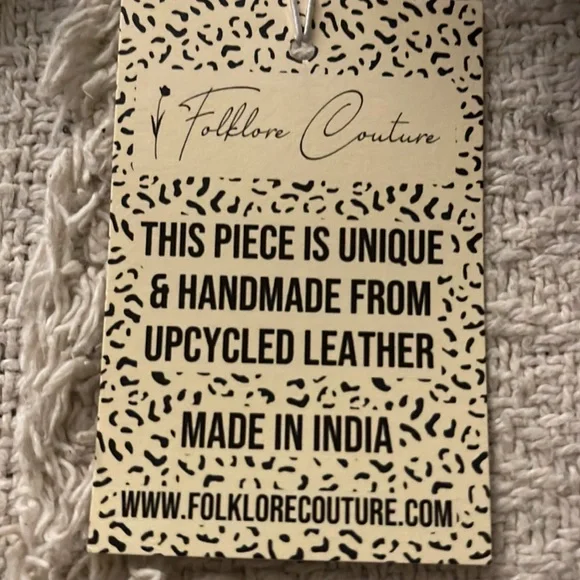 Folklore Couture
THIS PIECE IS UNIQUE
& HANDMADE FROM
UPCYCLED LEATHER
MADE IN INDIA
WWW.FOLKLORECOUTURE.COM